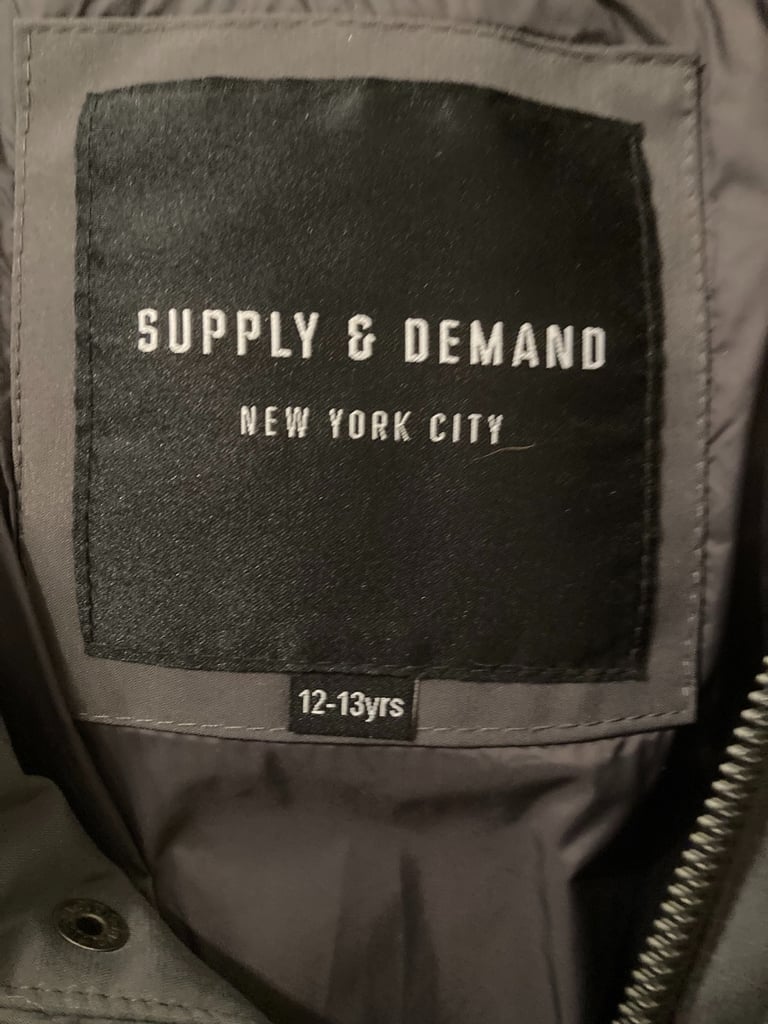 SUPPLY & DEMAND
NEW YORK CITY
12-13yrs